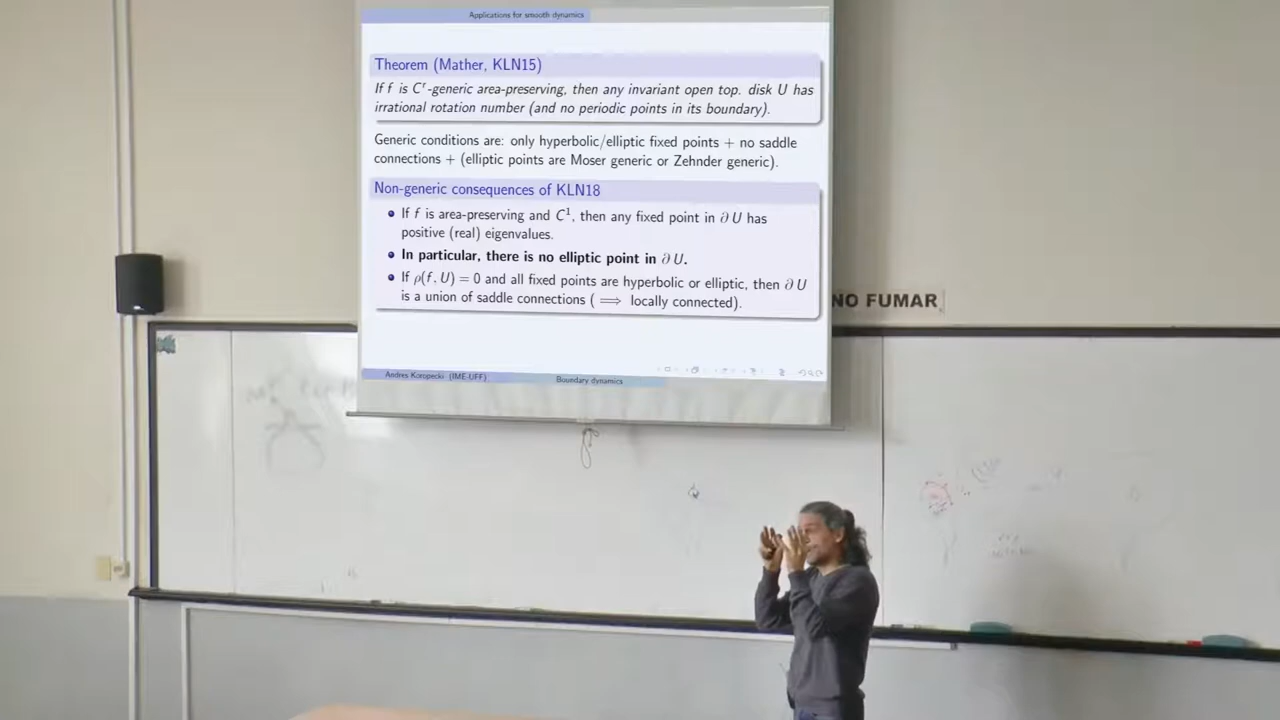 Applications for smooth dynamics
Theorem (Mather, KLN15)
If f is Cʳ-generic area-preserving, then any invariant open top. disk U has
irrational rotation number (and no periodic points in its boundary).
Generic conditions are: only hyperbolic/elliptic fixed points + no saddle
connections + (elliptic points are Moser generic or Zehnder generic).
Non-generic consequences of KLN18
• If f is area-preserving and C¹, then any fixed point in ∂U has
positive (real) eigenvalues.
• In particular, there is no elliptic point in ∂U.
• If ρ(f, U) = 0 and all fixed points are hyperbolic or elliptic, then ∂U
is a union of saddle connections ( ⟹ locally connected).
Andres Koropecki (IME-UFF) Boundary dynamics
NO FUMAR